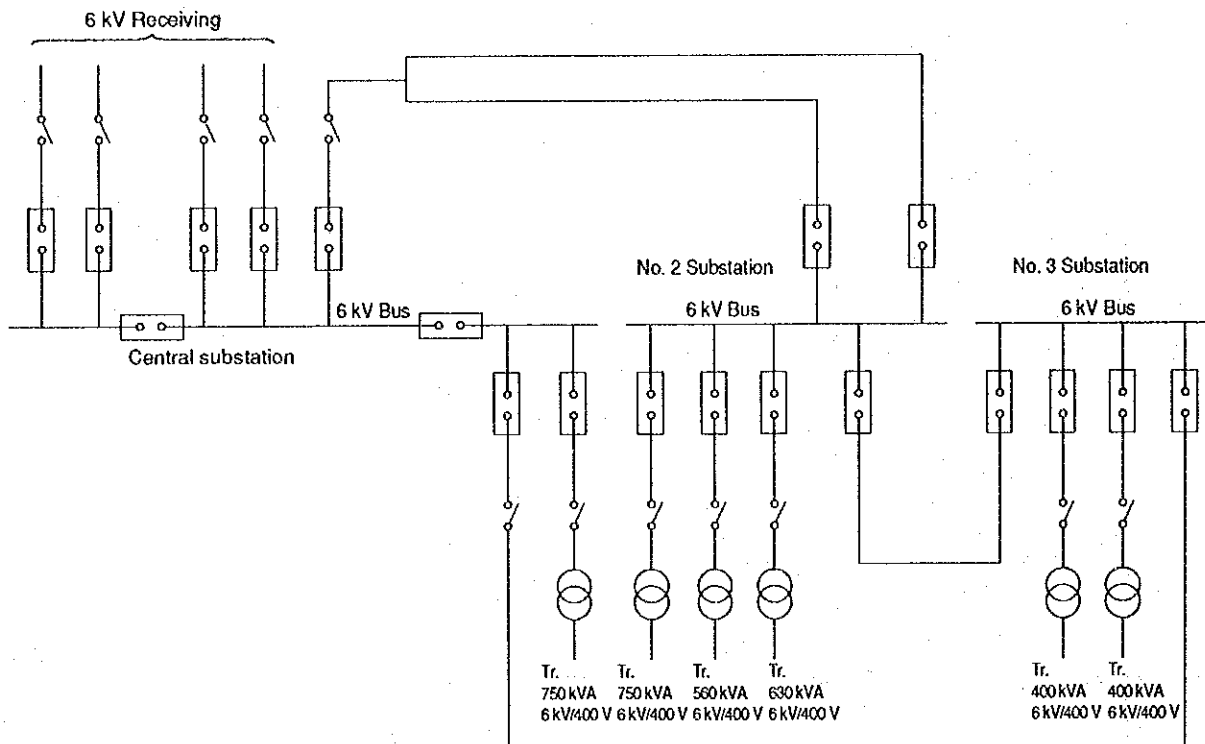 6 kV Receiving
No. 2 Substation
No. 3 Substation
6 kV Bus
6 kV Bus
6 kV Bus
Central substation
Tr.
750 kVA
6 kV/400 V
Tr.
750 kVA
6 kV/400 V
Tr.
560 kVA
6 kV/400 V
Tr.
630 kVA
6 kV/400 V
Tr.
400 kVA
6 kV/400 V
Tr.
400 kVA
6 kV/400 V